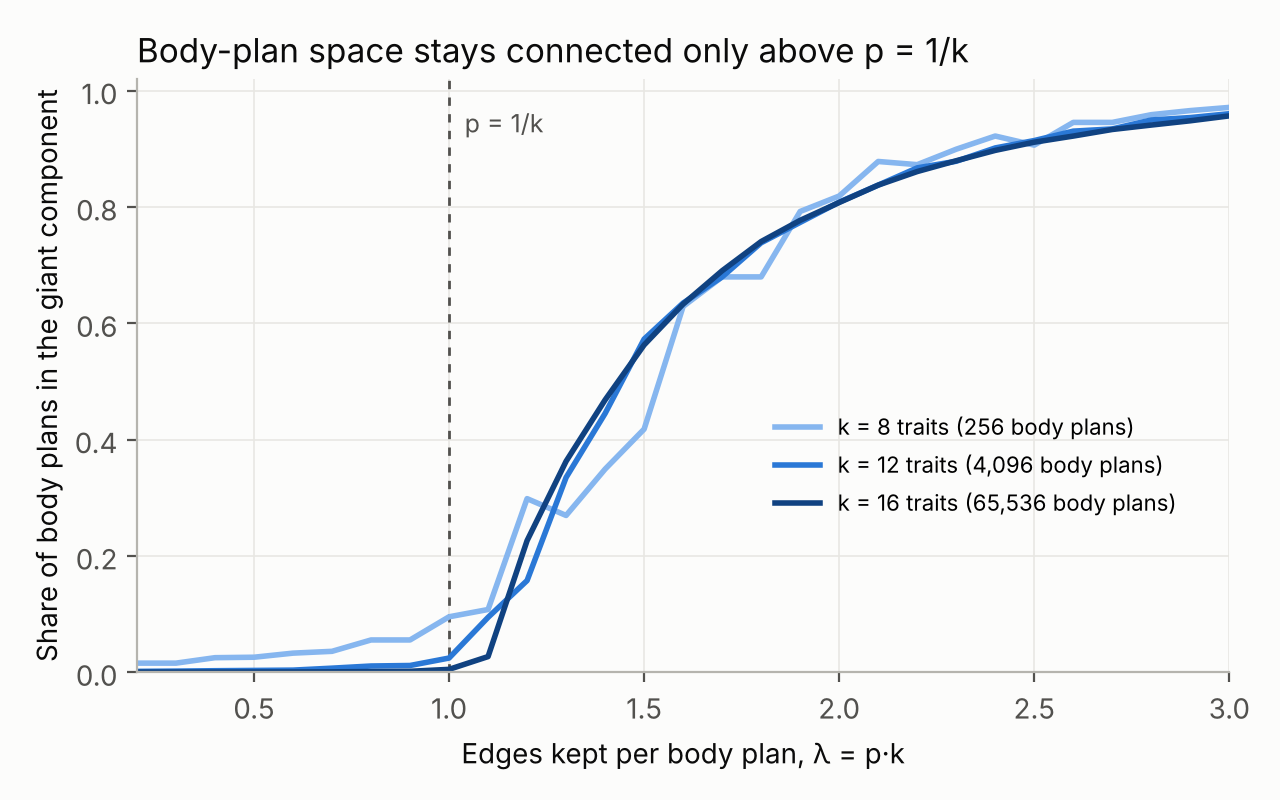 Body-plan space stays connected only above p = 1/k
Share of body plans in the giant component
1.0
0.8
0.6
0.4
0.2
0.0
p = 1/k
k = 8 traits (256 body plans)
k = 12 traits (4,096 body plans)
k = 16 traits (65,536 body plans)
0.5
1.0
1.5
2.0
2.5
3.0
Edges kept per body plan, λ = p·k